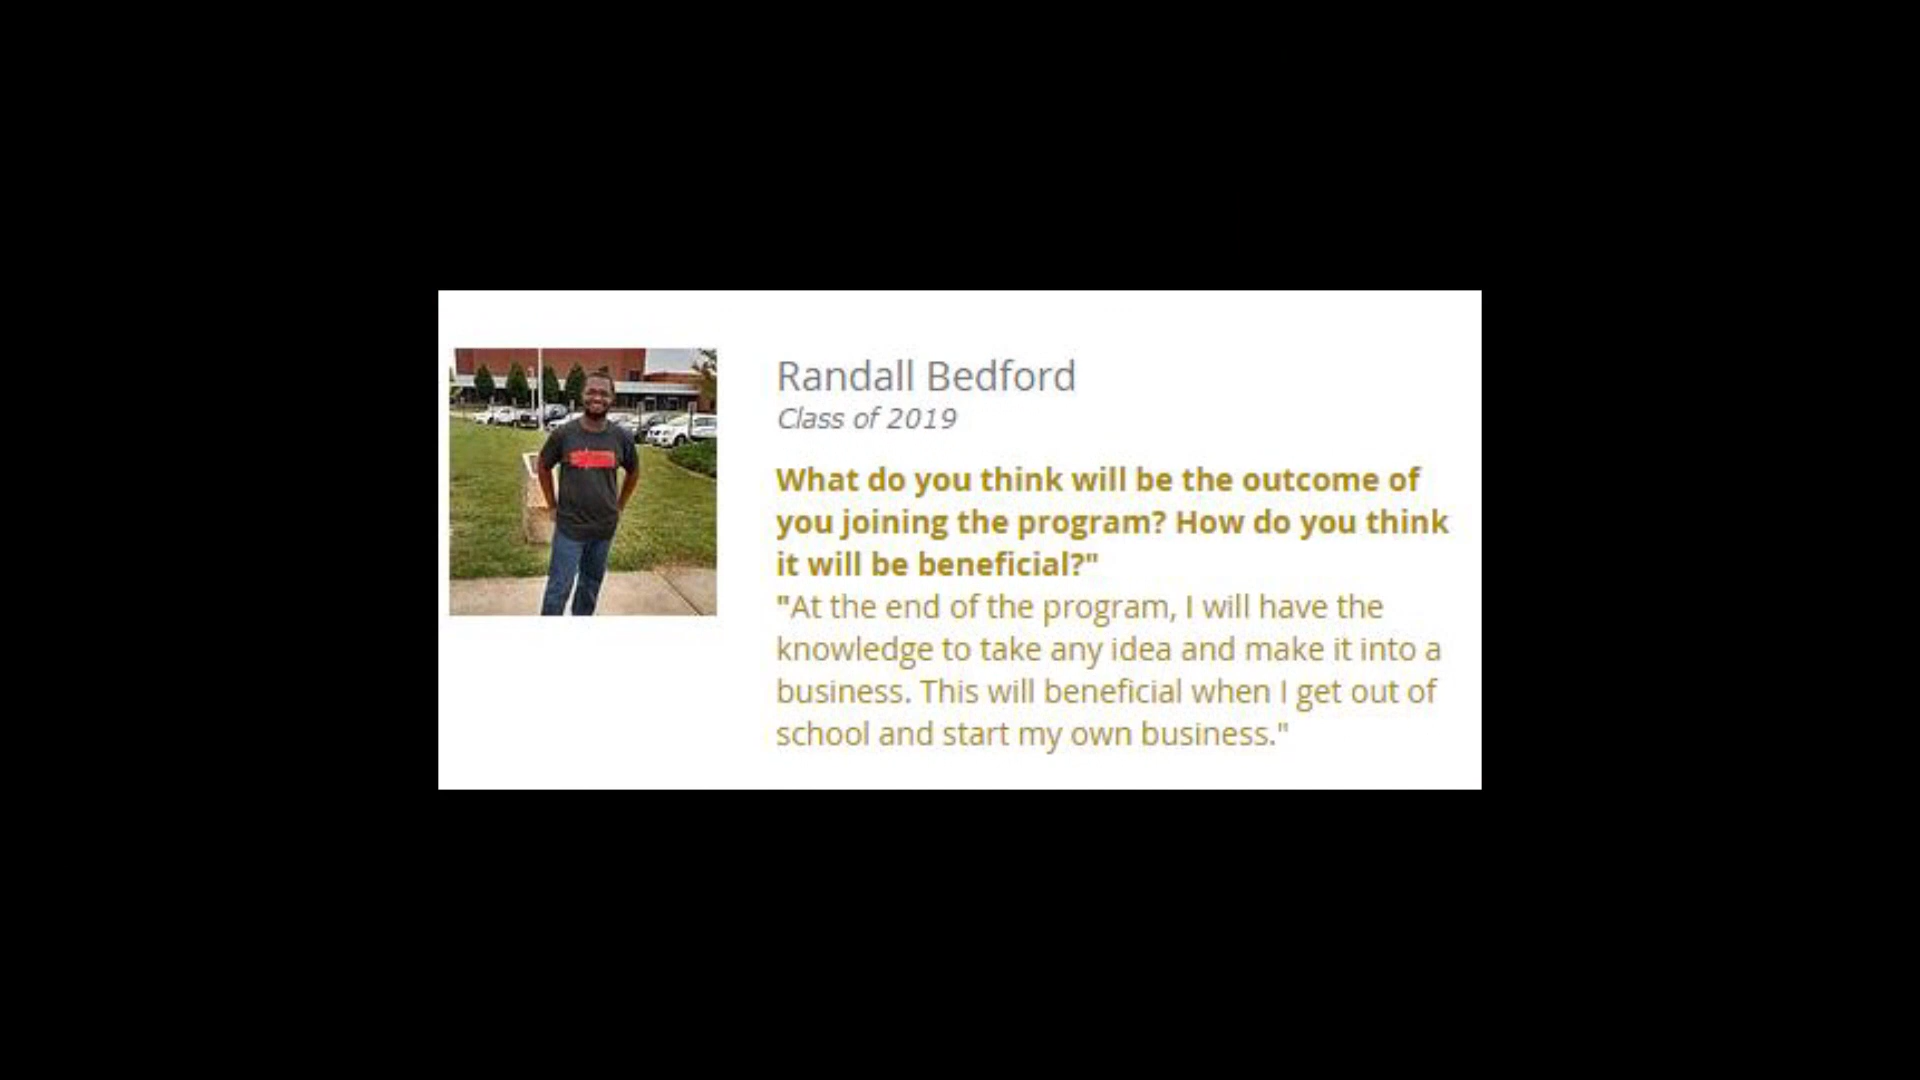 Randall Bedford
Class of 2019
What do you think will be the outcome of
you joining the program? How do you think
it will be beneficial?"
"At the end of the program, I will have the
knowledge to take any idea and make it into a
business. This will beneficial when I get out of
school and start my own business."